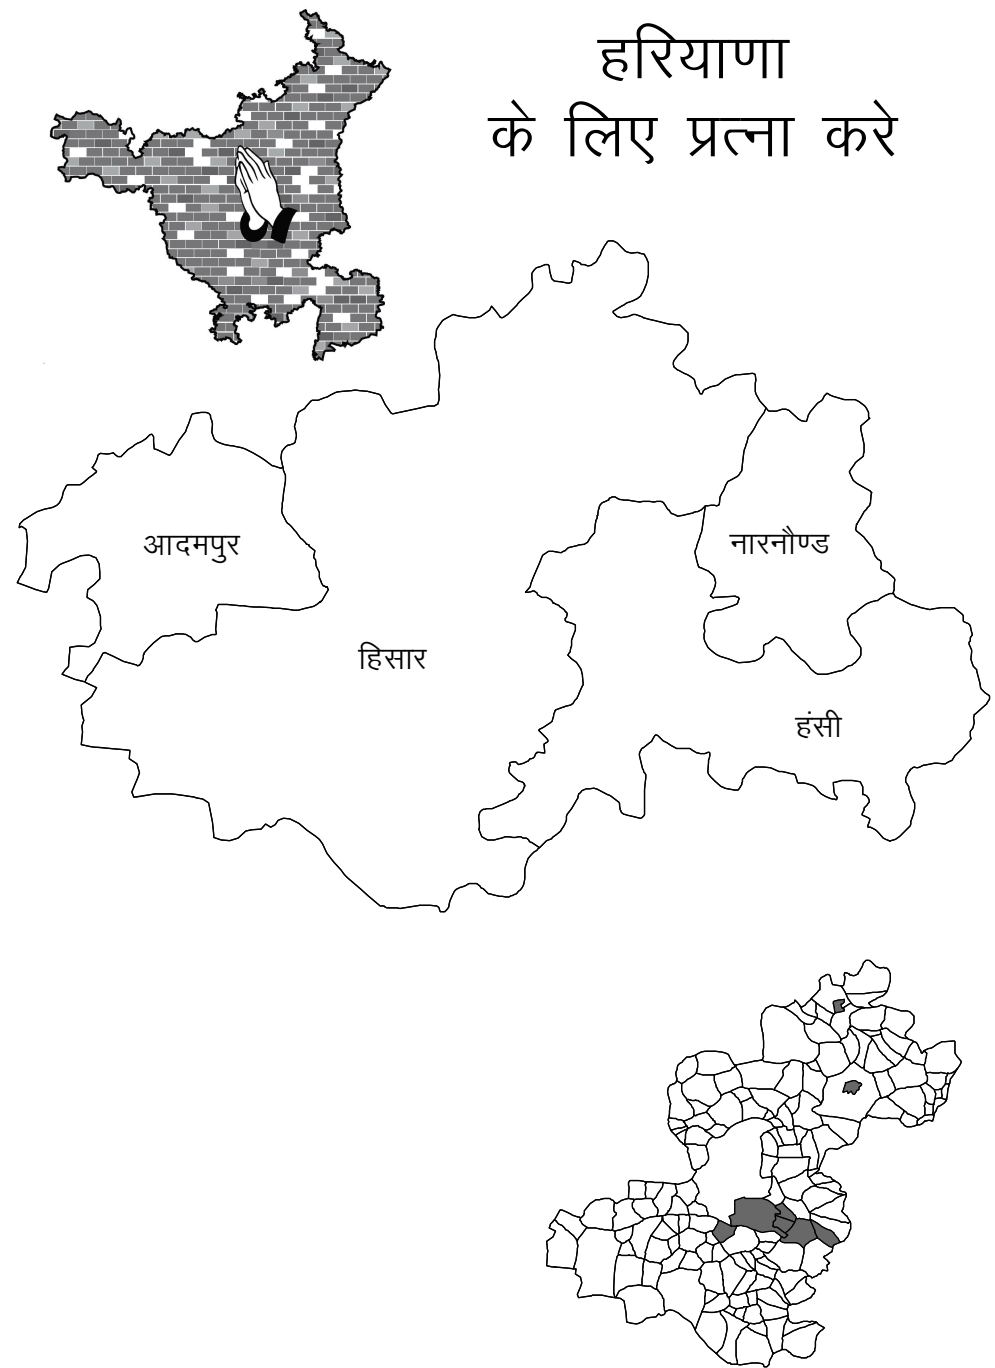 हरियाणा
के लिए प्रत्ना करे
आदमपुर
नारनौण्ड
हिसार
हंसी